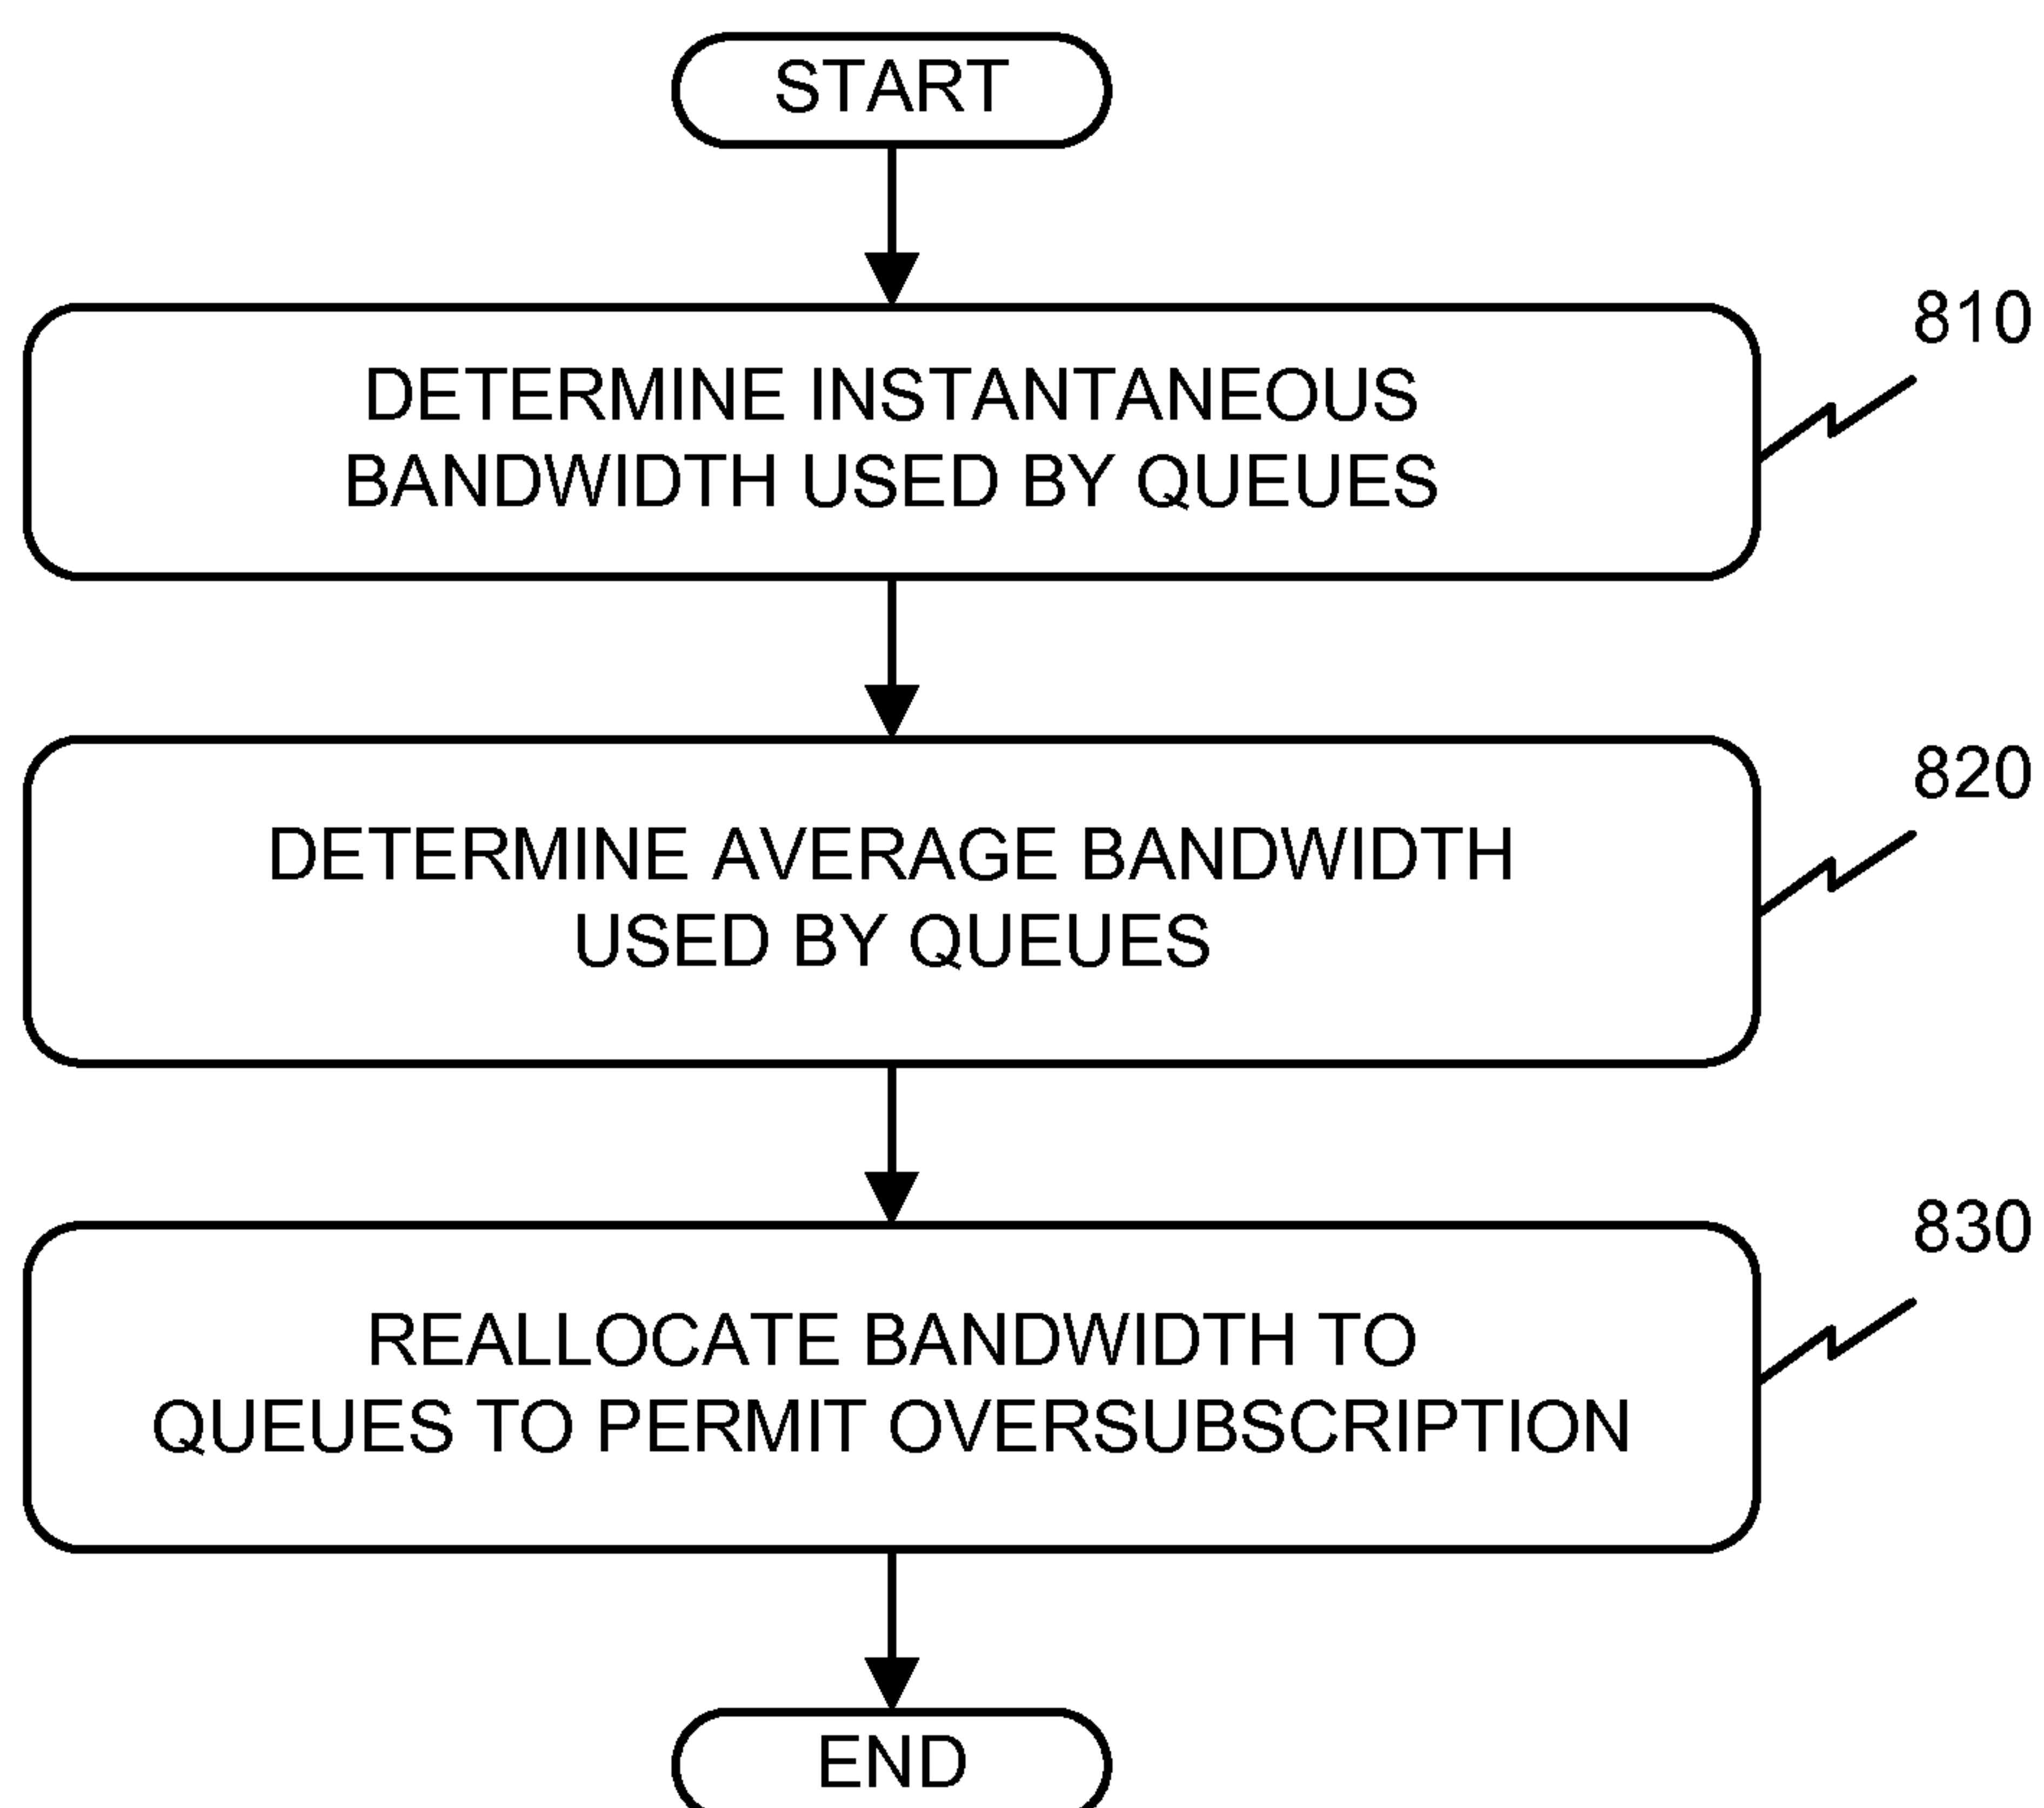 START
810
DETERMINE INSTANTANEOUS
BANDWIDTH USED BY QUEUES
820
DETERMINE AVERAGE BANDWIDTH
USED BY QUEUES
830
REALLOCATE BANDWIDTH TO
QUEUES TO PERMIT OVERSUBSCRIPTION
END